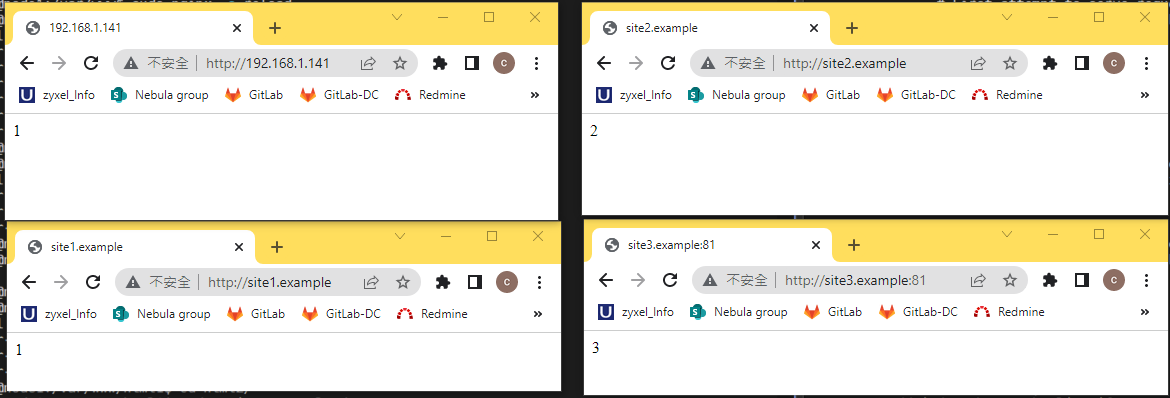 192.168.1.141
不安全 | http://192.168.1.141
zyxel_Info Nebula group GitLab GitLab-DC Redmine »
1
site2.example
不安全 | http://site2.example
zyxel_Info Nebula group GitLab GitLab-DC Redmine »
2
site1.example
不安全 | http://site1.example
zyxel_Info Nebula group GitLab GitLab-DC Redmine »
1
site3.example:81
不安全 | http://site3.example:81
zyxel_Info Nebula group GitLab GitLab-DC Redmine »
3